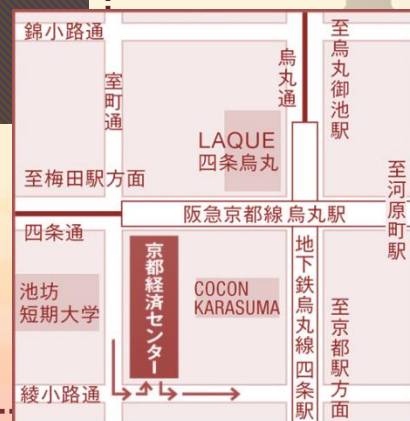 錦小路通
室町通
烏丸通
至烏丸御池駅
LAQUE
四条烏丸
至梅田駅方面
至河原町駅
阪急京都線 烏丸駅
四条通
京都経済センター
地下鉄烏丸線 四条駅
池坊
短期大学
COCON
KARASUMA
至京都駅方面
綾小路通